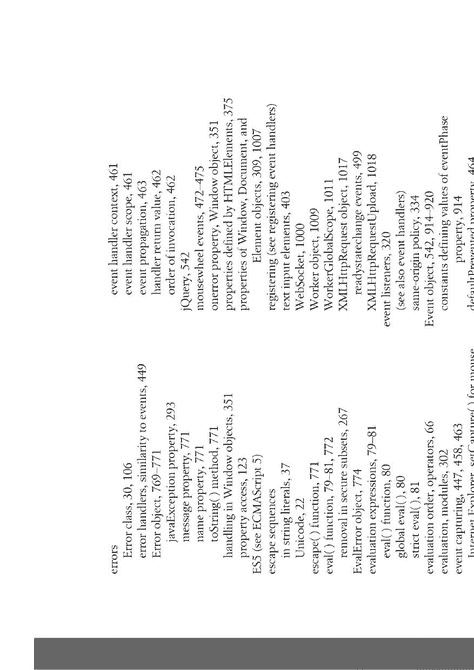 errors
Error class, 30, 106
error handlers, similarity to events, 449
Error object, 769–771
javaException property, 293
message property, 771
name property, 771
toString() method, 771
handling in Window objects, 351
property access, 123
ES5 (see ECMAScript 5)
escape sequences
in string literals, 37
Unicode, 22
escape() function, 771
eval() function, 79–81, 772
removal in secure subsets, 267
EvalError object, 774
evaluation expressions, 79–81
eval() function, 80
global eval(), 80
strict eval(), 81
evaluation order, operators, 66
evaluation, modules, 302
event capturing, 447, 458, 463
Internet Explorer, setCapture() for mouse
event handler context, 461
event handler scope, 461
event propagation, 463
handler return value, 462
order of invocation, 462
jQuery, 542
mousewheel events, 472–475
onerror property, Window object, 351
properties defined by HTMLElements, 375
properties of Window, Document, and
Element objects, 309, 1007
registering (see registering event handlers)
text input elements, 403
WebSocket, 1000
Worker object, 1009
WorkerGlobalScope, 1011
XMLHttpRequest object, 1017
readystatechange events, 499
XMLHttpRequestUpload, 1018
event listeners, 320
(see also event handlers)
same-origin policy, 334
Event object, 542, 914–920
constants defining values of eventPhase
property, 914
defaultPrevented property, 464